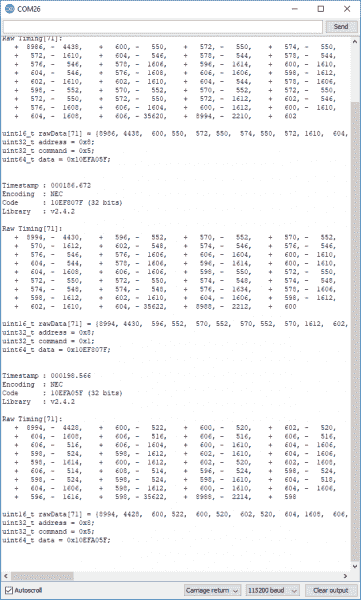 COM26
Send
Raw Timing[71]:
+ 8986, - 4438, + 600, - 550, + 572, - 550, + 574, - 550,
+ 572, - 1610, + 604, - 546, + 578, - 544, + 578, - 544,
+ 576, - 546, + 578, - 1606, + 596, - 1614, + 600, - 1610,
+ 604, - 546, + 576, - 1608, + 606, - 1606, + 598, - 1612,
+ 602, - 1610, + 572, - 550, + 604, - 544, + 578, - 1606,
+ 598, - 552, + 570, - 552, + 570, - 552, + 572, - 550,
+ 572, - 550, + 572, - 550, + 572, - 1612, + 602, - 546,
+ 576, - 1608, + 604, - 1606, + 600, - 1612, + 600, - 1610,
+ 604, - 1606, + 606, - 35620, + 8994, - 2210, + 602
uint16_t rawData[71] = {8986, 4438, 600, 550, 572, 550, 574, 550, 572, 1610, 604,
uint32_t address = 0x8;
uint32_t command = 0x5;
uint64_t data = 0x10EFA05F;
Timestamp : 000186.672
Encoding : NEC
Code : 10EF807F (32 bits)
Library : v2.4.2
Raw Timing[71]:
+ 8994, - 4430, + 596, - 552, + 570, - 552, + 570, - 552,
+ 570, - 1612, + 602, - 548, + 574, - 546, + 576, - 546,
+ 576, - 546, + 576, - 1606, + 606, - 1604, + 600, - 1610,
+ 604, - 544, + 578, - 1606, + 596, - 1614, + 600, - 1610,
+ 604, - 1608, + 606, - 1606, + 598, - 550, + 572, - 550,
+ 572, - 550, + 572, - 550, + 574, - 548, + 574, - 548,
+ 574, - 548, + 574, - 548, + 576, - 1634, + 578, - 1606,
+ 598, - 1612, + 602, - 1610, + 604, - 1606, + 598, - 1612,
+ 602, - 1610, + 604, - 35622, + 8988, - 2212, + 600
uint16_t rawData[71] = {8994, 4430, 596, 552, 570, 552, 570, 552, 570, 1612, 602,
uint32_t address = 0x8;
uint32_t command = 0x1;
uint64_t data = 0x10EF807F;
Timestamp : 000198.566
Encoding : NEC
Code : 10EFA05F (32 bits)
Library : v2.4.2
Raw Timing[71]:
+ 8994, - 4428, + 600, - 522, + 600, - 520, + 602, - 520,
+ 604, - 1608, + 606, - 516, + 606, - 516, + 606, - 516,
+ 606, - 516, + 604, - 1606, + 600, - 1610, + 604, - 1606,
+ 598, - 524, + 598, - 1612, + 602, - 1610, + 604, - 1606,
+ 598, - 1614, + 600, - 1612, + 602, - 520, + 602, - 1608,
+ 606, - 514, + 608, - 514, + 596, - 524, + 598, - 524,
+ 598, - 524, + 598, - 524, + 598, - 1610, + 604, - 518,
+ 604, - 1606, + 598, - 1612, + 600, - 1610, + 604, - 1606,
+ 596, - 1616, + 598, - 35622, + 8988, - 2214, + 598
uint16_t rawData[71] = {8994, 4428, 600, 522, 600, 520, 602, 520, 604, 1608, 606,
uint32_t address = 0x8;
uint32_t command = 0x5;
uint64_t data = 0x10EFA05F;
Autoscroll
Carriage return
115200 baud
Clear output